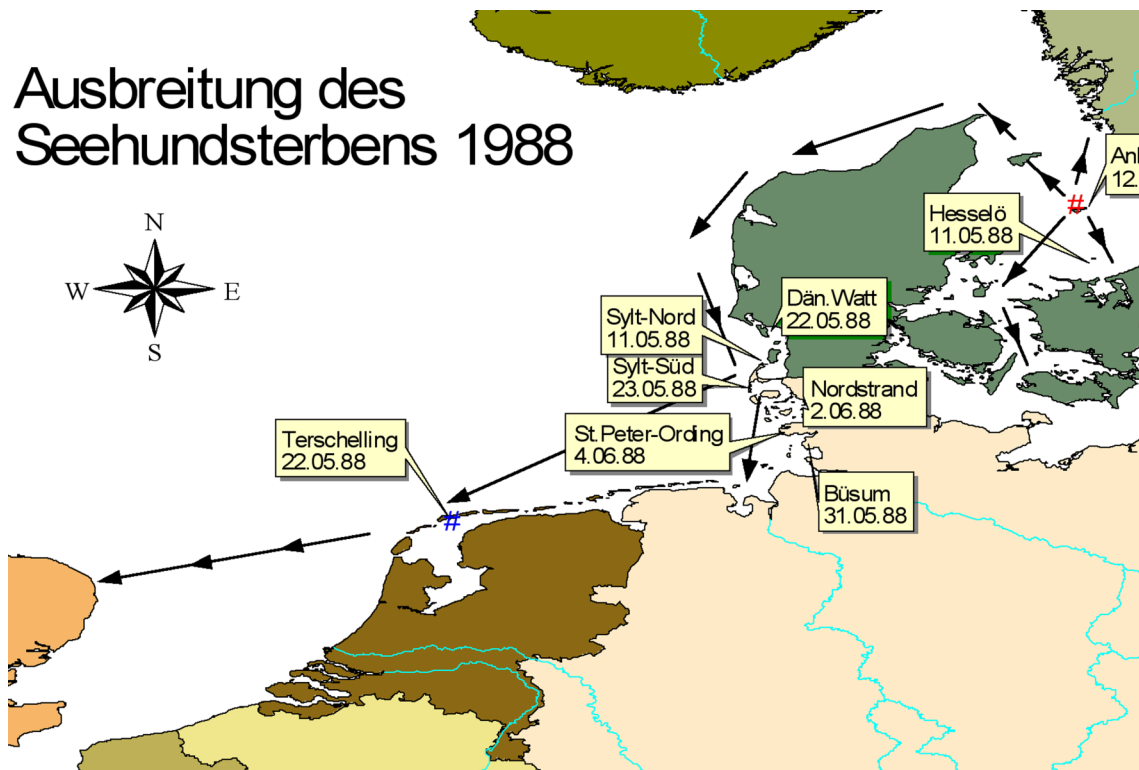 Ausbreitung des
Seehundsterbens 1988
N
W
E
S
Hesselö
11.05.88
12.
#
Dän.Watt
22.05.88
Sylt-Nord
11.05.88
Sylt-Süd
23.05.88
Nordstrand
2.06.88
St.Peter-Ording
4.06.88
Terschelling
22.05.88
#
Büsum
31.05.88